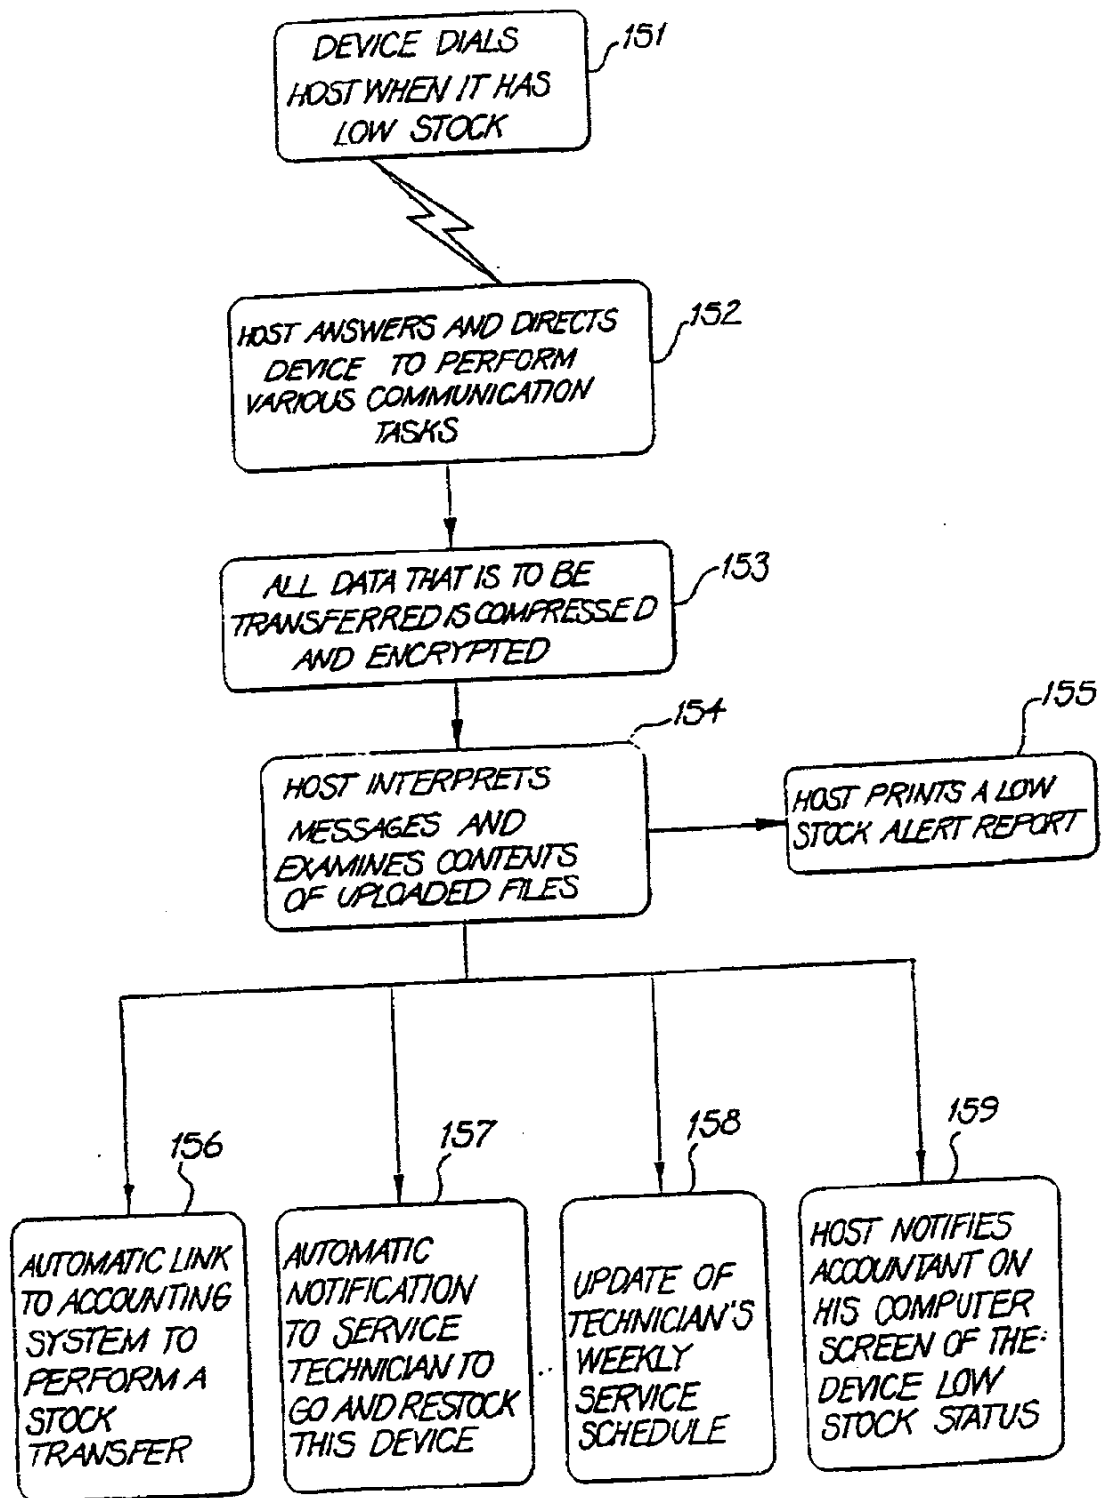 DEVICE DIALS
HOST WHEN IT HAS
LOW STOCK
151
HOST ANSWERS AND DIRECTS
DEVICE TO PERFORM
VARIOUS COMMUNICATION
TASKS
152
ALL DATA THAT IS TO BE
TRANSFERRED IS COMPRESSED
AND ENCRYPTED
153
HOST INTERPRETS
MESSAGES AND
EXAMINES CONTENTS
OF UPLOADED FILES
154
HOST PRINTS A LOW
STOCK ALERT REPORT
155
AUTOMATIC LINK
TO ACCOUNTING
SYSTEM TO
PERFORM A
STOCK
TRANSFER
156
AUTOMATIC
NOTIFICATION
TO SERVICE
TECHNICIAN TO
GO AND RESTOCK
THIS DEVICE
157
UPDATE OF
TECHNICIAN'S
WEEKLY
SERVICE
SCHEDULE
158
HOST NOTIFIES
ACCOUNTANT ON
HIS COMPUTER
SCREEN OF THE
DEVICE LOW
STOCK STATUS
159